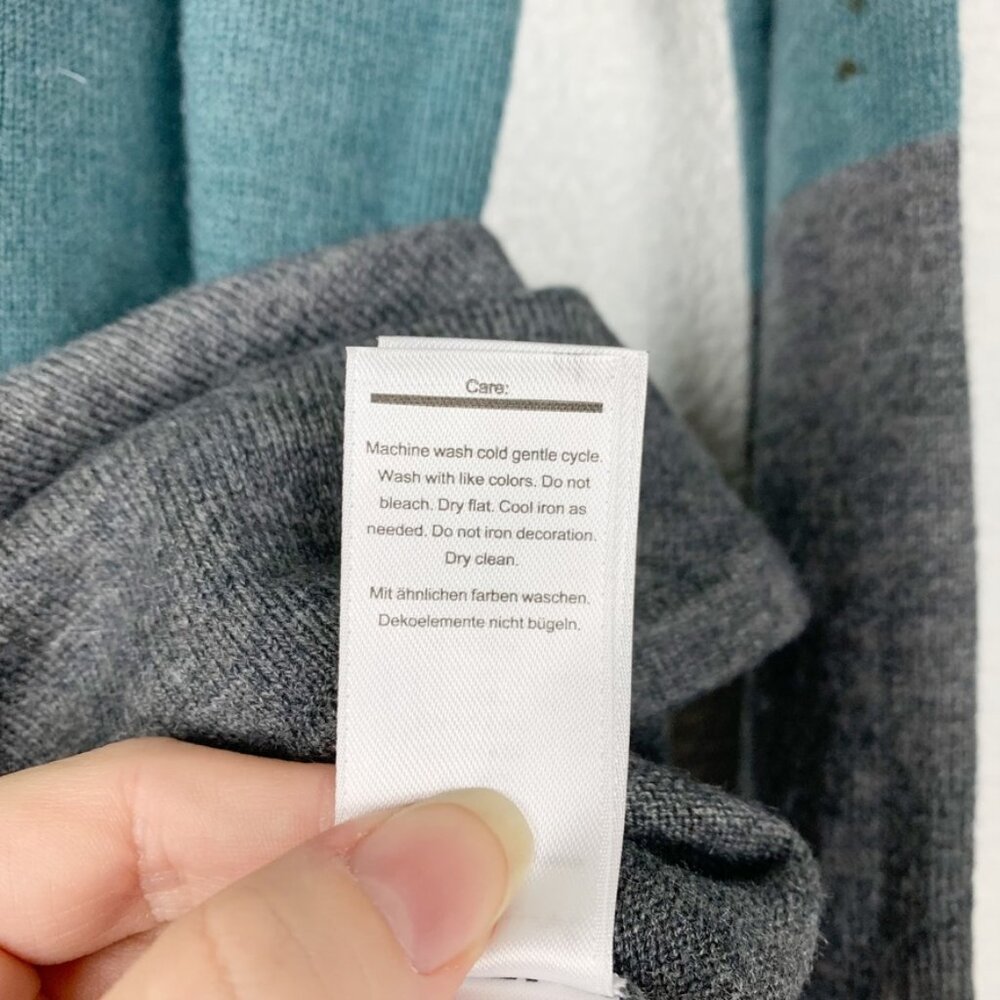 Care:
Machine wash cold gentle cycle.
Wash with like colors. Do not
bleach. Dry flat. Cool iron as
needed. Do not iron decoration.
Dry clean.
Mit ähnlichen farben waschen.
Dekoelemente nicht bügeln.